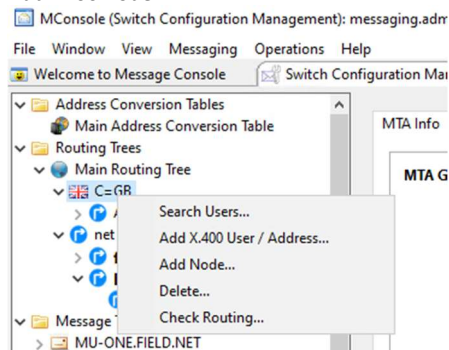 MConsole (Switch Configuration Management): messaging.adm
File Window View Messaging Operations Help
Welcome to Message Console
Switch Configuration Mar
Address Conversion Tables
Main Address Conversion Table
Routing Trees
Main Routing Tree
C=GB
net
Message
MU-ONE.FIELD.NET
Search Users...
Add X.400 User / Address...
Add Node...
Delete...
Check Routing...
MTA Info
MTA G